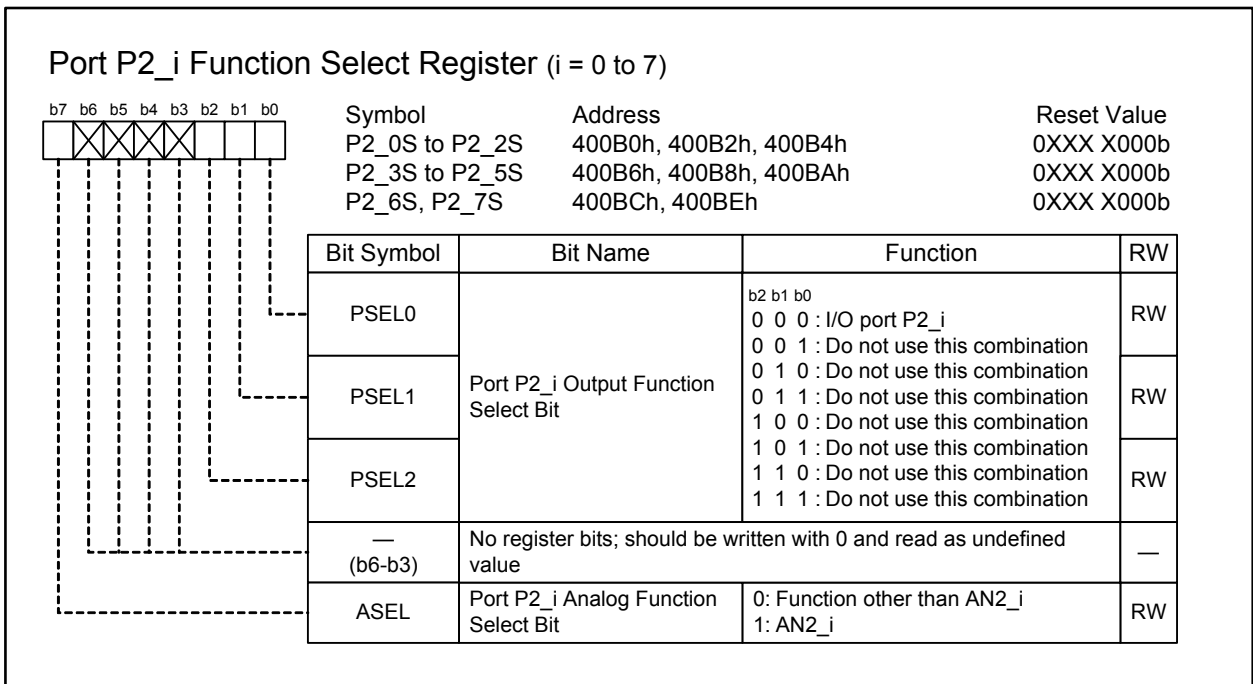 Port P2_i Function Select Register (i = 0 to 7)
b7 b6 b5 b4 b3 b2 b1 b0
Symbol Address Reset Value
P2_0S to P2_2S 400B0h, 400B2h, 400B4h 0XXX X000b
P2_3S to P2_5S 400B6h, 400B8h, 400BAh 0XXX X000b
P2_6S, P2_7S 400BCh, 400BEh 0XXX X000b
Bit Symbol Bit Name Function RW
PSEL0
PSEL1
PSEL2
Port P2_i Output Function
Select Bit
b2 b1 b0
0 0 0 : I/O port P2_i
0 0 1 : Do not use this combination
0 1 0 : Do not use this combination
0 1 1 : Do not use this combination
1 0 0 : Do not use this combination
1 0 1 : Do not use this combination
1 1 0 : Do not use this combination
1 1 1 : Do not use this combination
RW
RW
RW
—
(b6-b3)
No register bits; should be written with 0 and read as undefined
value
—
ASEL
Port P2_i Analog Function
Select Bit
0: Function other than AN2_i
1: AN2_i
RW